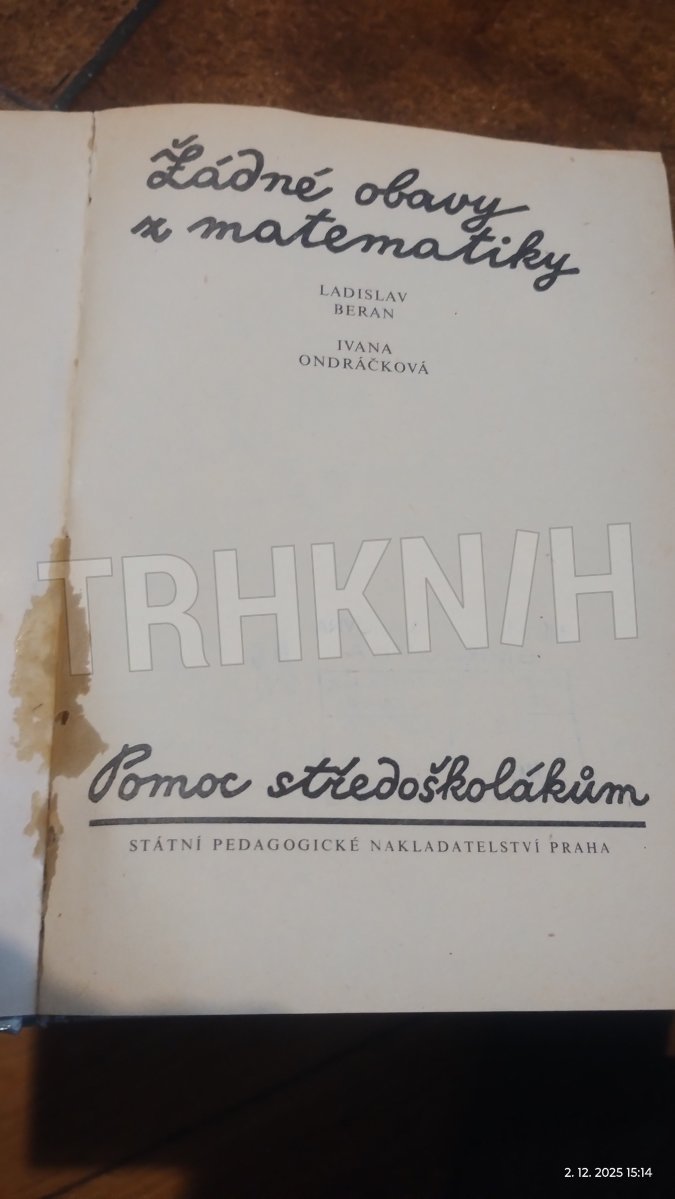 Žádné obavy
z matematiky
LADISLAV
BERAN
IVANA
ONDRÁČKOVÁ
TRHKNIH
Pomoc středoškolákům
STÁTNÍ PEDAGOGICKÉ NAKLADATELSTVÍ PRAHA
2. 12. 2025 15:14